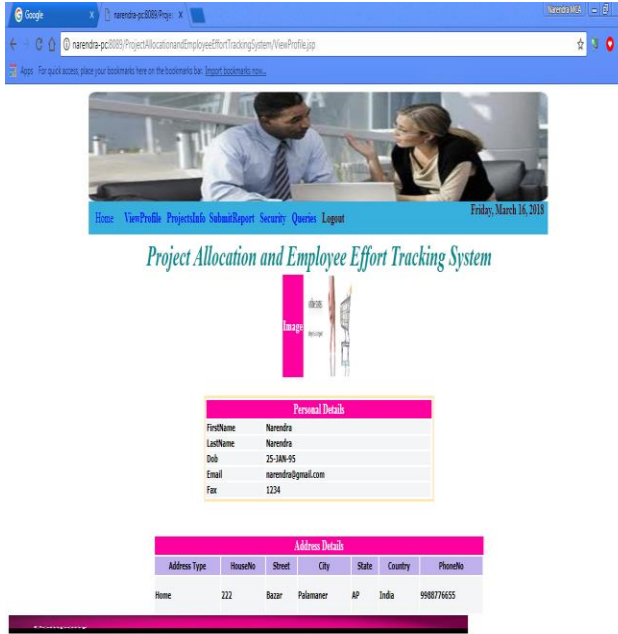 Google
narendra-pc:8089/Proje
Narendra MCA
narendra-pc:8089/ProjectAllocationandEmployeeEffortTrackingSystem/ViewProfile.jsp
Apps For quick access, place your bookmarks here on the bookmarks bar. Import bookmarks now...
Home ViewProfile ProjectsInfo SubmitReport Security Queries Logout
Friday, March 16, 2018
Project Allocation and Employee Effort Tracking System
Image
Personal Details
FirstName Narendra
LastName Narendra
Dob 25-JAN-95
Email narendra@gmail.com
Fax 1234
Address Details
Address Type HouseNo Street City State Country PhoneNo
Home 222 Bazar Palamaner AP India 9988776655